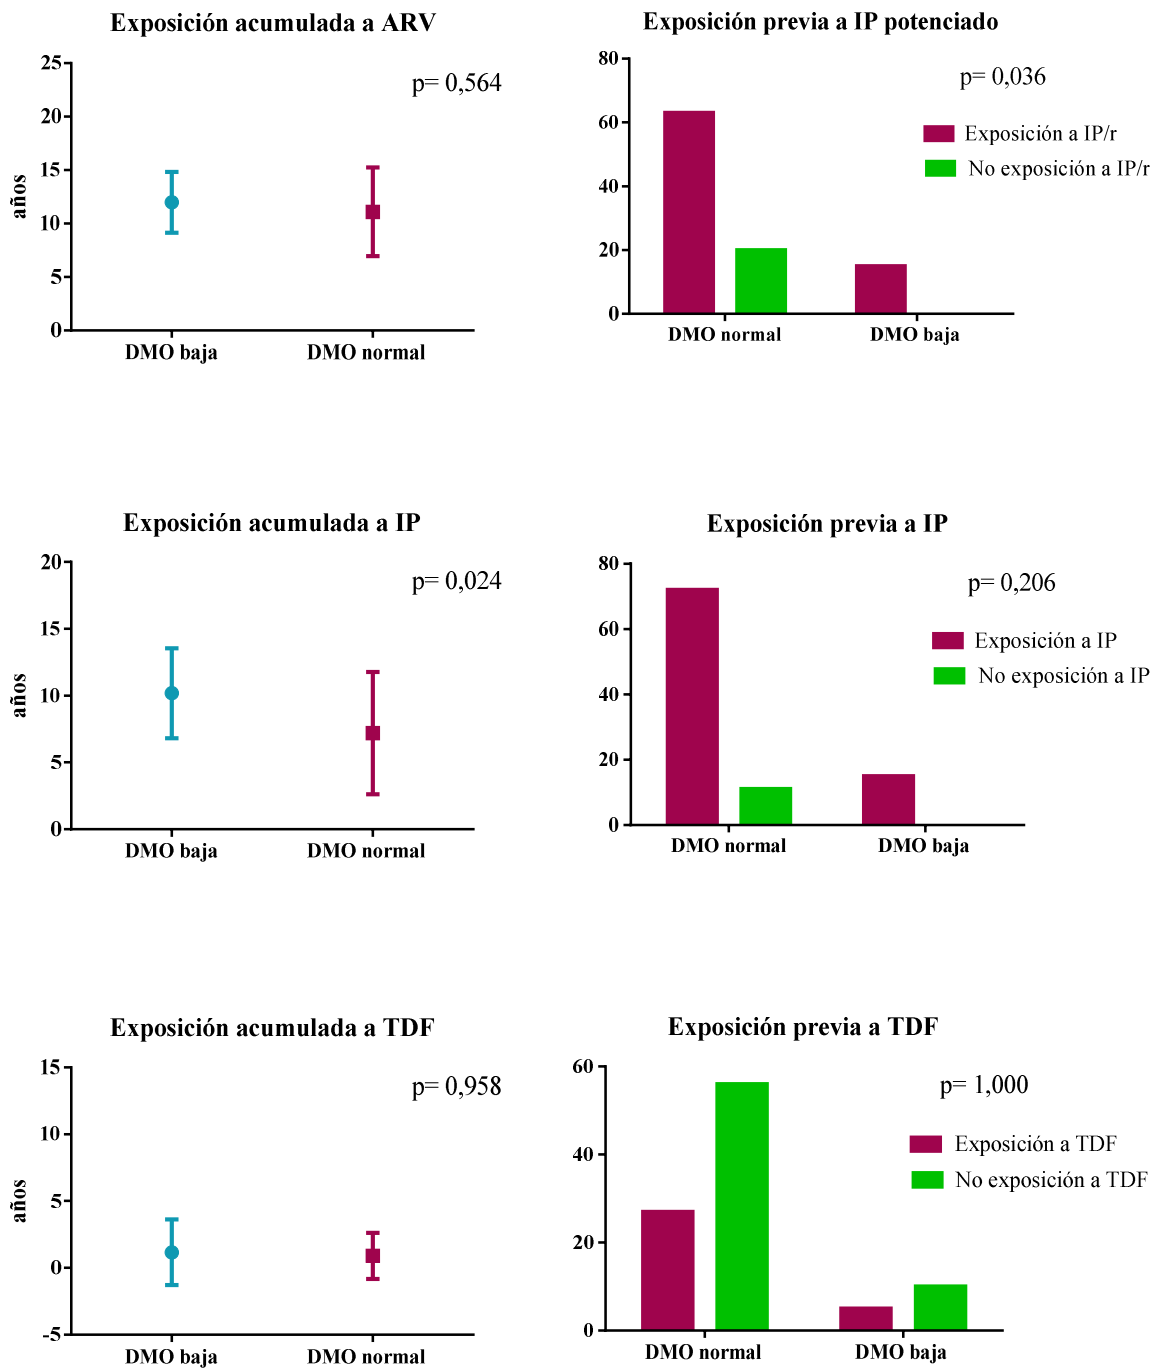 Exposición acumulada a ARV
p= 0,564
años
25
20
15
10
5
0
DMO baja
DMO normal
Exposición previa a IP potenciado
p= 0,036
Exposición a IP/r
No exposición a IP/r
80
60
40
20
0
DMO normal
DMO baja
Exposición acumulada a IP
p= 0,024
años
20
15
10
5
0
DMO baja
DMO normal
Exposición previa a IP
p= 0,206
Exposición a IP
No exposición a IP
80
60
40
20
0
DMO normal
DMO baja
Exposición acumulada a TDF
p= 0,958
años
15
10
5
0
-5
DMO baja
DMO normal
Exposición previa a TDF
p= 1,000
Exposición a TDF
No exposición a TDF
60
40
20
0
DMO normal
DMO baja